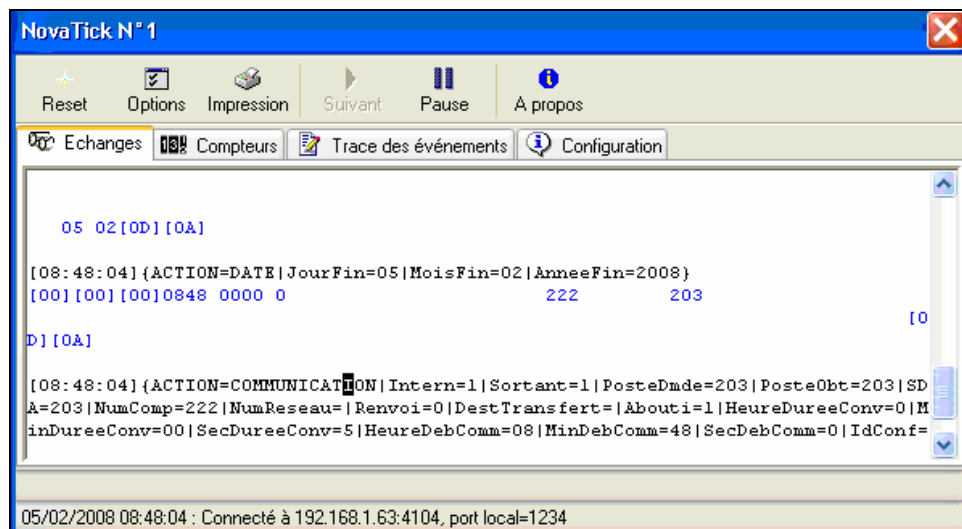 NovaTick N°1
Reset Options Impression Suivant Pause A propos
Echanges Compteurs Trace des événements Configuration
05 02[0D][0A]
[08:48:04]{ACTION=DATE|JourFin=05|MoisFin=02|AnneeFin=2008}
[00][00][00]0848 0000 0 222 203
[0
D][0A]
[08:48:04]{ACTION=COMMUNICATION|Intern=1|Sortant=1|PosteDmde=203|PosteObt=203|SD
A=203|NumComp=222|NumReseau=|Renvoi=0|DestTransfert=|Abouti=1|HeureDureeConv=0|M
inDureeConv=00|SecDureeConv=5|HeureDebComm=08|MinDebComm=48|SecDebComm=0|IdConf=
05/02/2008 08:48:04 : Connecté à 192.168.1.63:4104, port local=1234